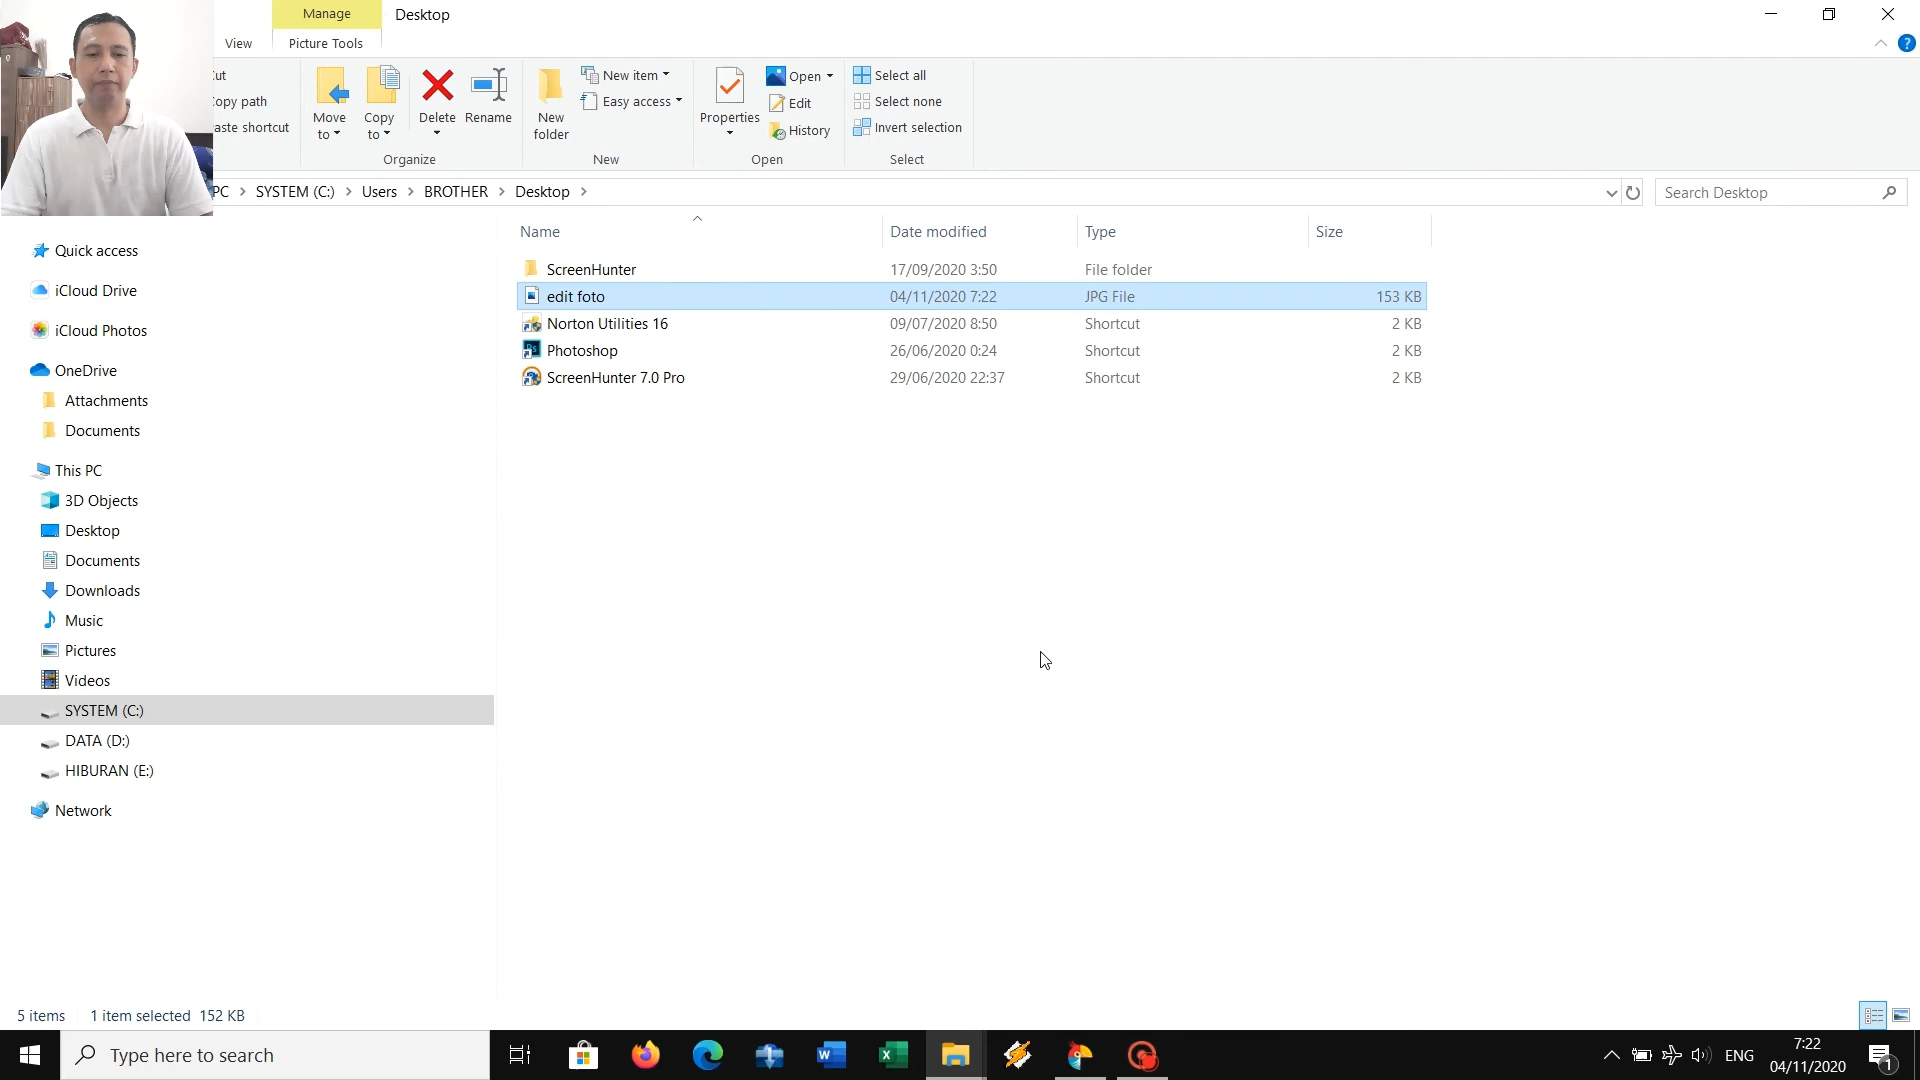 Manage
Desktop
View
Picture Tools
Copy path
Paste shortcut
Move to
Copy to
Delete
Rename
Organize
New folder
New item
Easy access
New
Properties
Open
Edit
History
Open
Select all
Select none
Invert selection
Select
PC > SYSTEM (C:) > Users > BROTHER > Desktop >
Search Desktop
Name Date modified Type Size
ScreenHunter 17/09/2020 3:50 File folder
edit foto 04/11/2020 7:22 JPG File 153 KB
Norton Utilities 16 09/07/2020 8:50 Shortcut 2 KB
Photoshop 26/06/2020 0:24 Shortcut 2 KB
ScreenHunter 7.0 Pro 29/06/2020 22:37 Shortcut 2 KB
Quick access
iCloud Drive
iCloud Photos
OneDrive
Attachments
Documents
This PC
3D Objects
Desktop
Documents
Downloads
Music
Pictures
Videos
SYSTEM (C:)
DATA (D:)
HIBURAN (E:)
Network
5 items 1 item selected 152 KB
Type here to search
ENG
7:22
04/11/2020
1